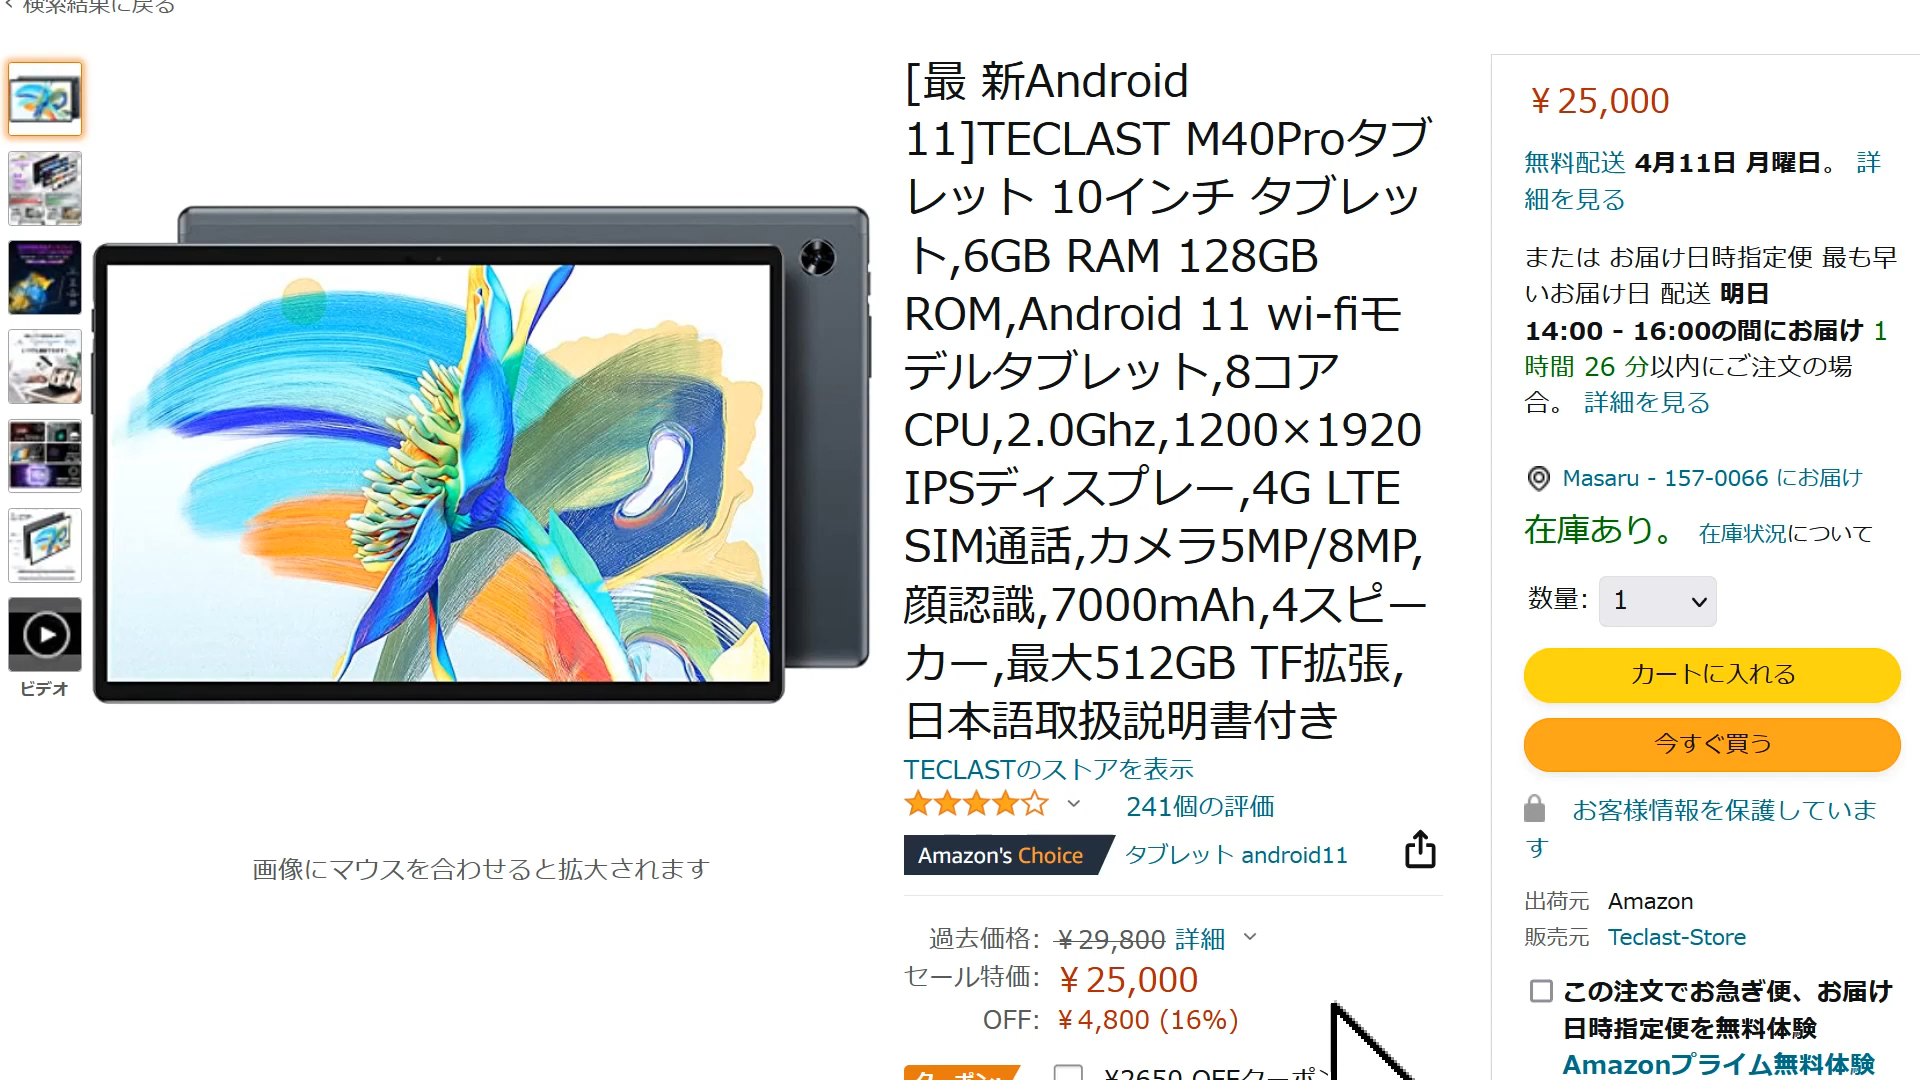 検索結果に戻る
ビデオ
画像にマウスを合わせると拡大されます
[最 新Android
11]TECLAST M40Proタブ
レット 10インチ タブレッ
ト,6GB RAM 128GB
ROM,Android 11 wi-fiモ
デルタブレット,8コア
CPU,2.0Ghz,1200×1920
IPSディスプレー,4G LTE
SIM通話,カメラ5MP/8MP,
顔認識,7000mAh,4スピー
カー,最大512GB TF拡張,
日本語取扱説明書付き
TECLASTのストアを表示
241個の評価
Amazon's Choice タブレット android11
過去価格: ¥29,800 詳細
セール特価: ¥25,000
OFF: ¥4,800 (16%)
クーポン ¥2650 OFFクーポン
¥25,000
無料配送 4月11日 月曜日。 詳
細を見る
または お届け日時指定便 最も早
いお届け日 配送 明日
14:00 - 16:00の間にお届け 1
時間 26 分以内にご注文の場
合。 詳細を見る
Masaru - 157-0066 にお届け
在庫あり。 在庫状況について
数量: 1
カートに入れる
今すぐ買う
お客様情報を保護していま
す
出荷元 Amazon
販売元 Teclast-Store
この注文でお急ぎ便、お届け
日時指定便を無料体験
Amazonプライム無料体験